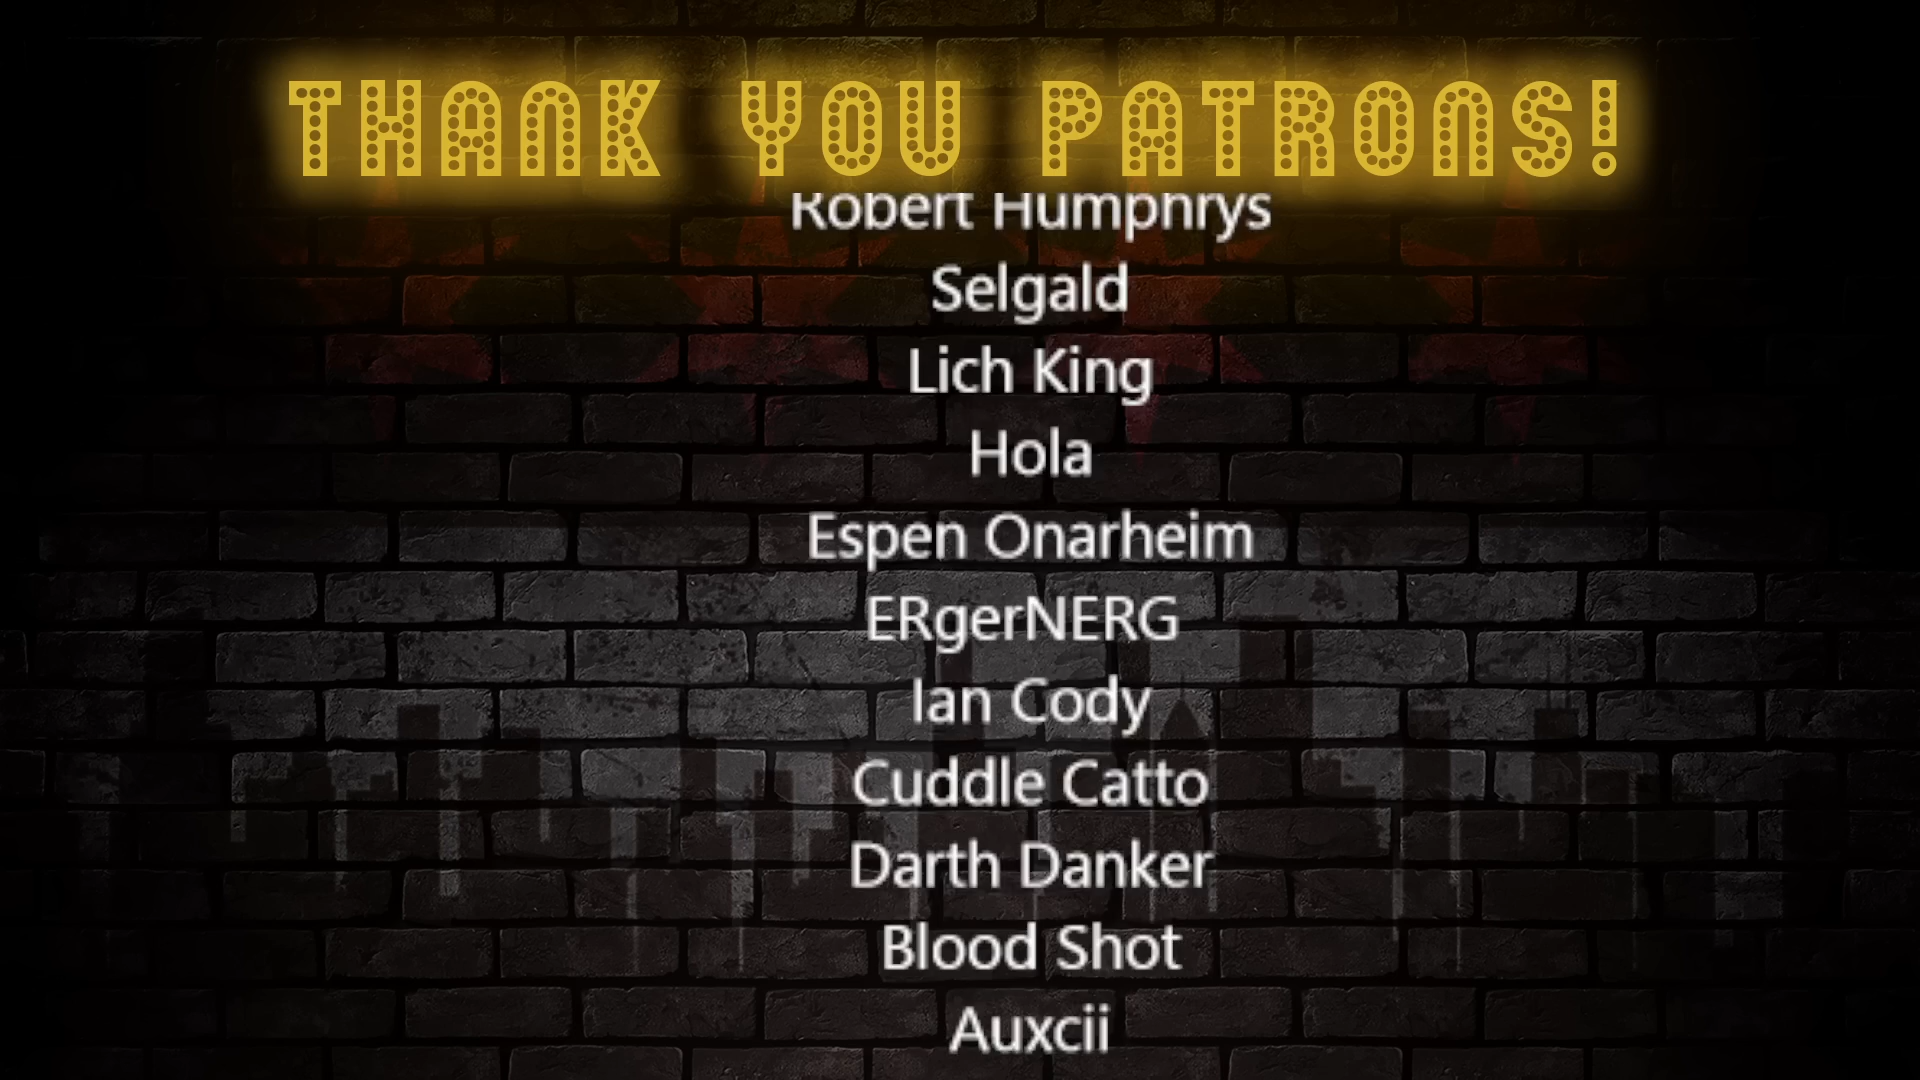 THANK YOU PATRONS!
Robert Humphrys
Selgald
Lich King
Hola
Espen Onarheim
ERgerNERG
Ian Cody
Cuddle Catto
Darth Danker
Blood Shot
Auxcii